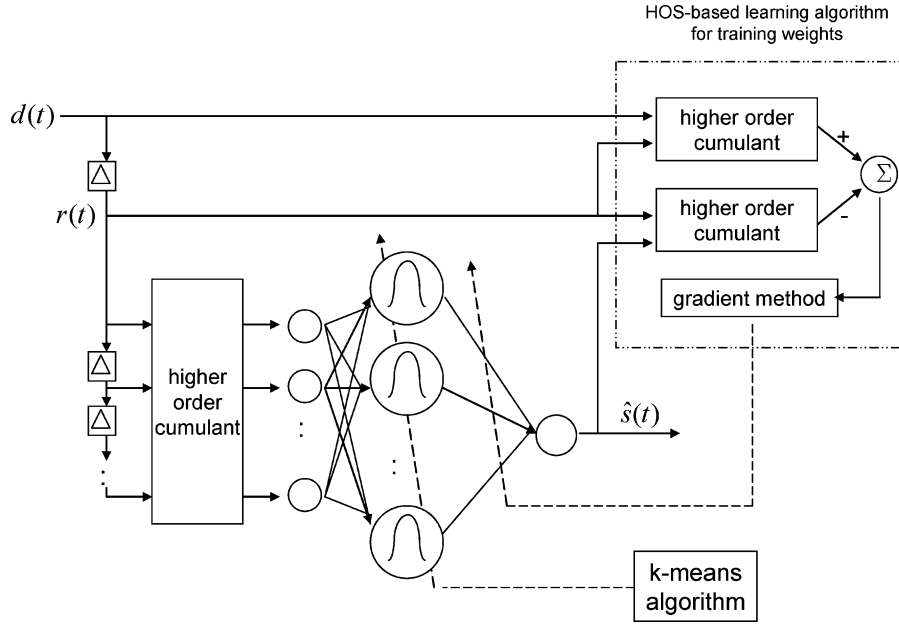 HOS-based learning algorithm
for training weights
d(t)
higher order
cumulant
+
Δ
Σ
r(t)
higher order
cumulant
-
gradient method
Δ
higher
order
cumulant
Δ
:
:
:
ŝ(t)
k-means
algorithm